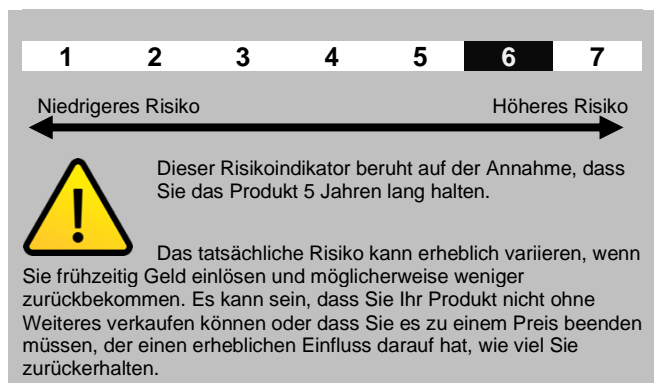 1 2 3 4 5 6 7
Niedrigeres Risiko Höheres Risiko
Dieser Risikoindikator beruht auf der Annahme, dass
Sie das Produkt 5 Jahren lang halten.
Das tatsächliche Risiko kann erheblich variieren, wenn
Sie frühzeitig Geld einlösen und möglicherweise weniger
zurückbekommen. Es kann sein, dass Sie Ihr Produkt nicht ohne
Weiteres verkaufen können oder dass Sie es zu einem Preis beenden
müssen, der einen erheblichen Einfluss darauf hat, wie viel Sie
zurückerhalten.